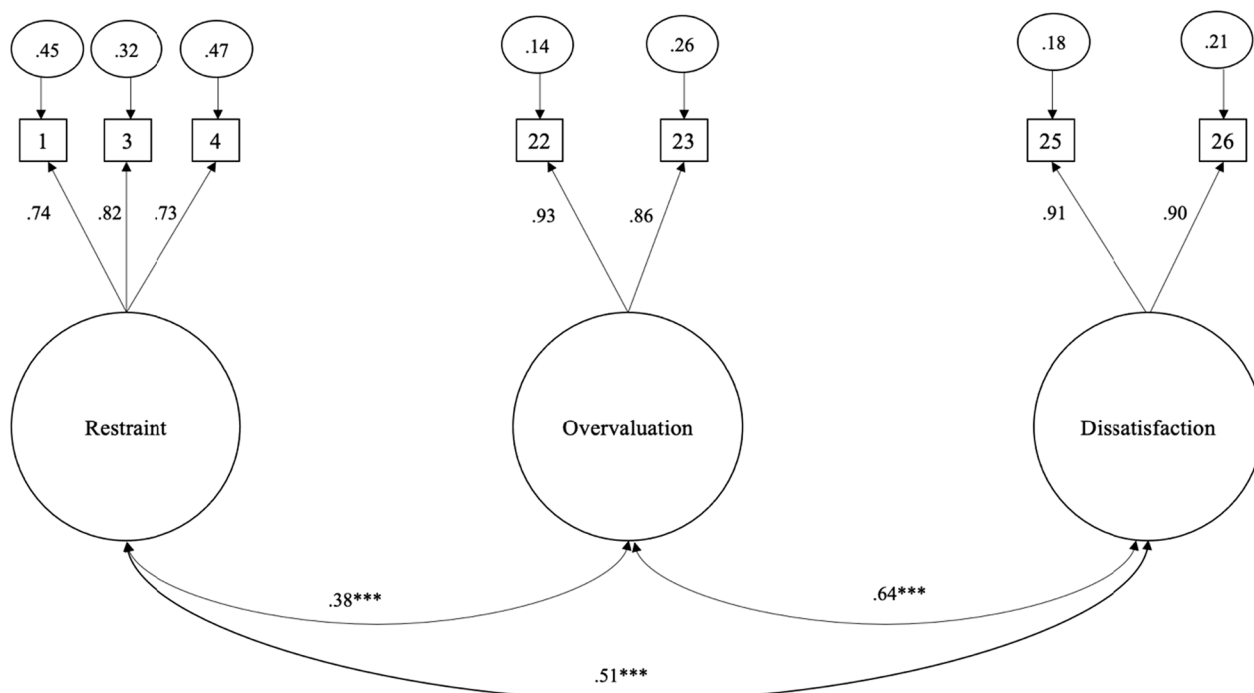 .45 .32 .47 .14 .26 .18 .21
1 3 4 22 23 25 26
.74 .82 .73 .93 .86 .91 .90
Restraint Overvaluation Dissatisfaction
.38*** .64***
.51***